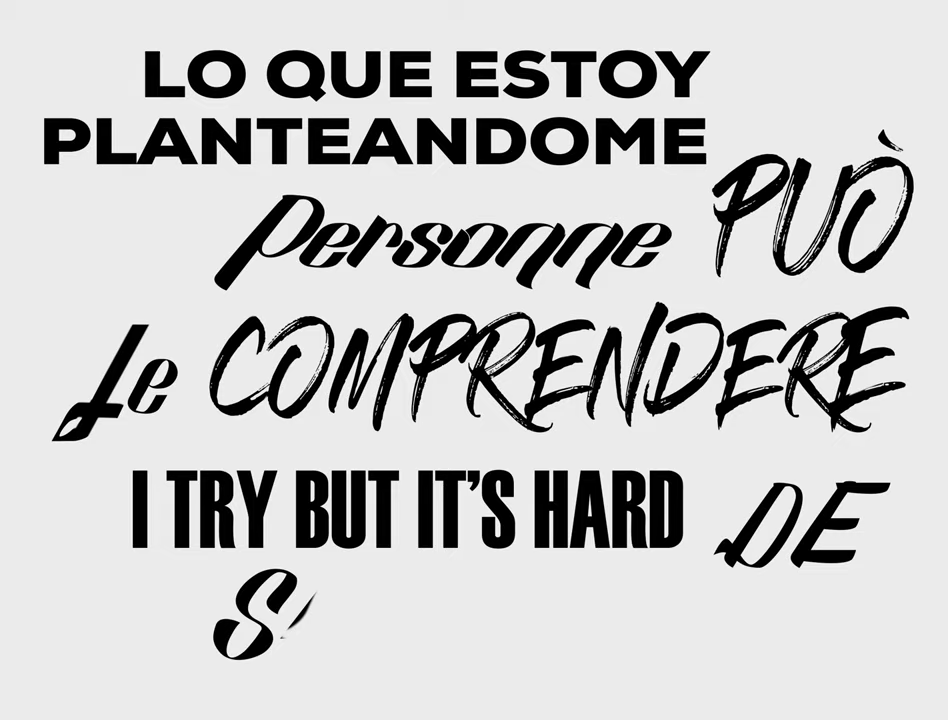 LO QUE ESTOY
PLANTEANDOME
Personne PUÒ
Le COMPRENDERE
I TRY BUT IT'S HARD DE
S